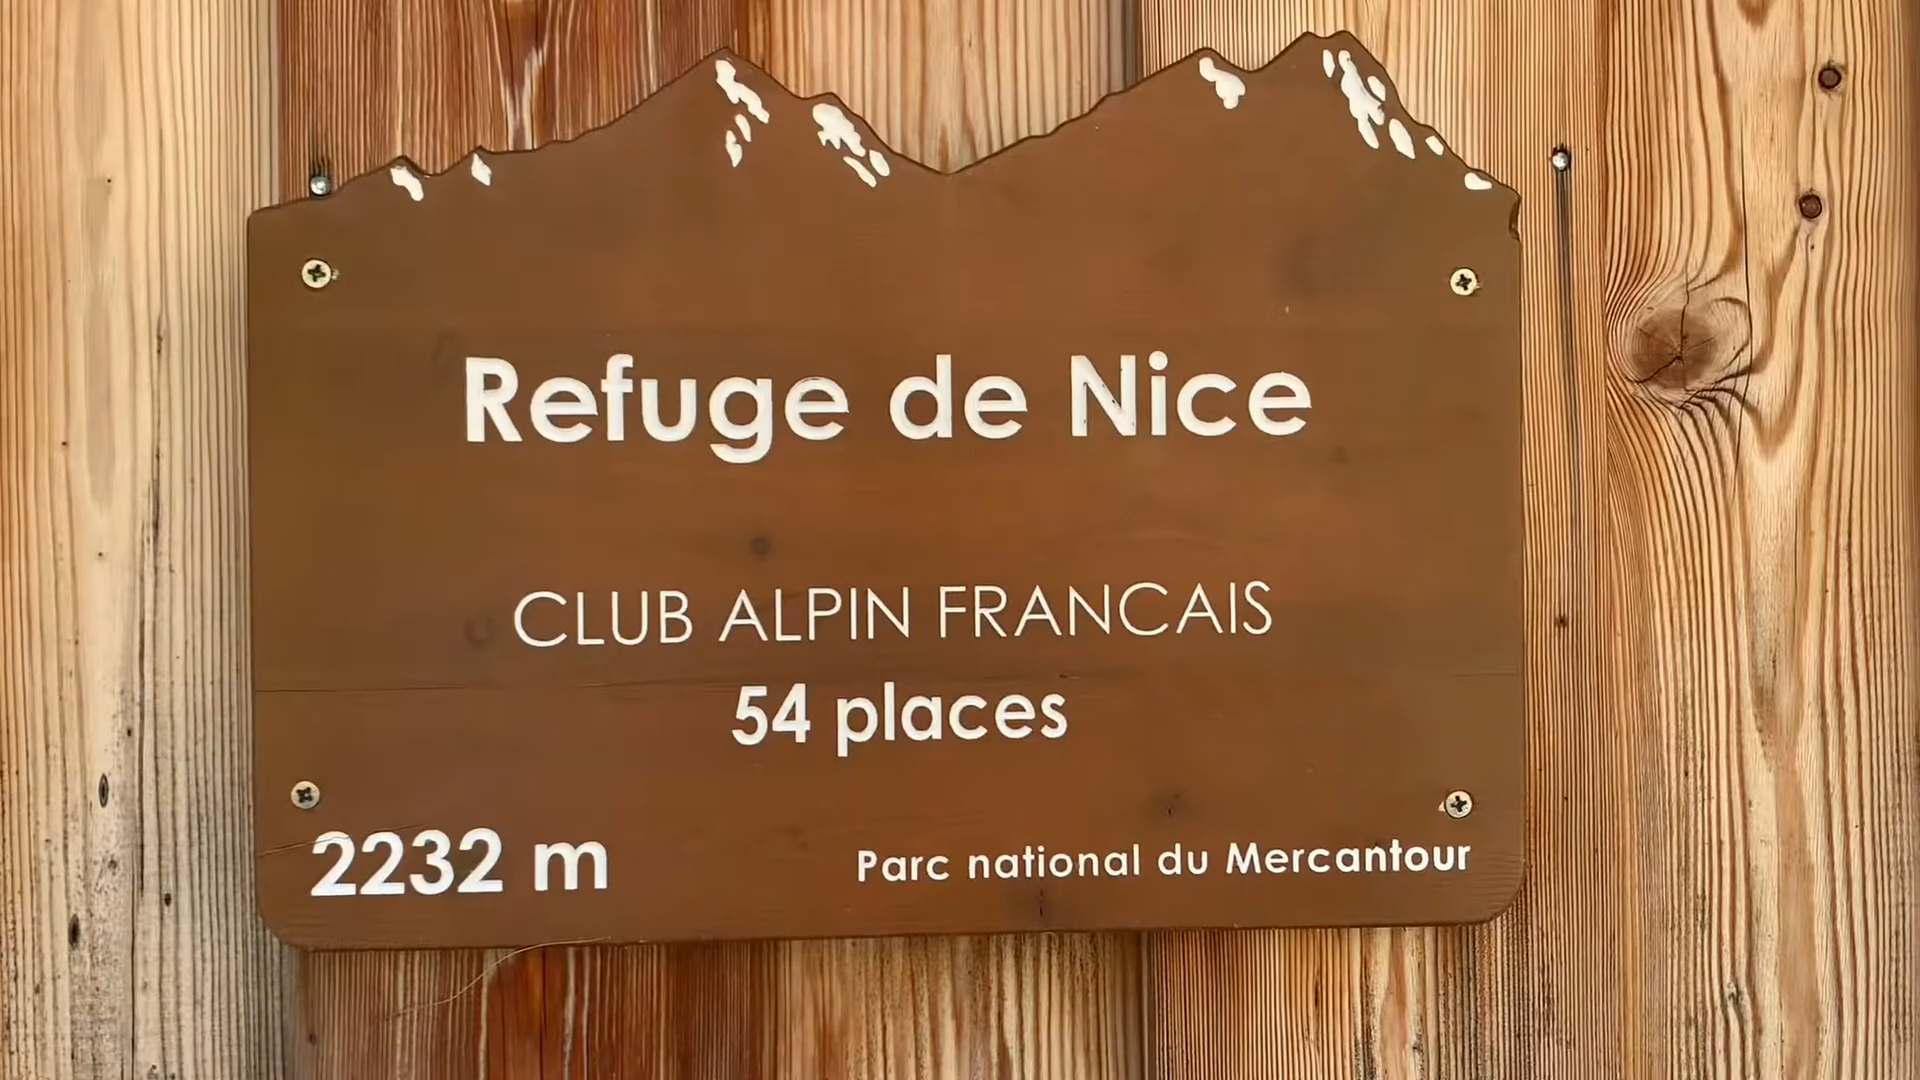 Refuge de Nice
CLUB ALPIN FRANCAIS
54 places
2232 m
Parc national du Mercantour